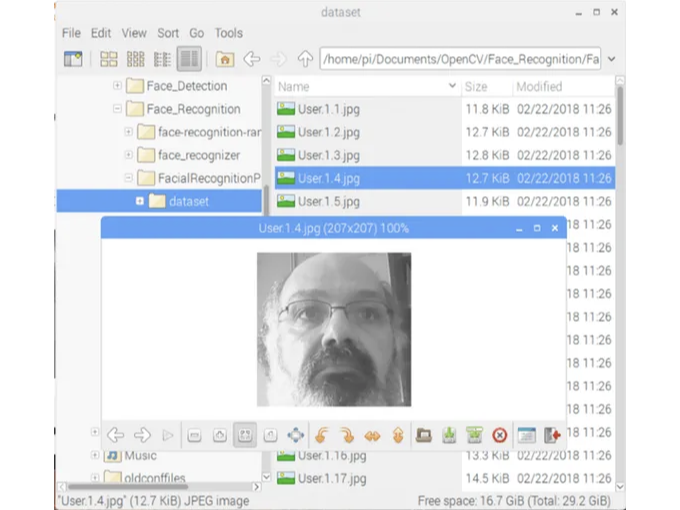 dataset
File Edit View Sort Go Tools
/home/pi/Documents/OpenCV/Face_Recognition/Fa
Name Size Modified
Face_Detection
Face_Recognition
face-recognition-ran
face_recognizer
FacialRecognitionP
dataset
User.1.1.jpg 11.8 KiB 02/22/2018 11:26
User.1.2.jpg 12.7 KiB 02/22/2018 11:26
User.1.3.jpg 12.8 KiB 02/22/2018 11:26
User.1.4.jpg 12.7 KiB 02/22/2018 11:26
User.1.5.jpg 11.9 KiB 02/22/2018 11:26
18 11:26
User.1.4.jpg (207x207) 100%
18 11:26
18 11:26
18 11:26
18 11:26
18 11:26
18 11:26
18 11:26
18 11:26
18 11:26
Music
User.1.16.jpg 13.3 KiB 02/22/2018 11:26
oldconffiles
User.1.17.jpg 14.5 KiB 02/22/2018 11:26
"User.1.4.jpg" (12.7 KiB) JPEG image Free space: 16.7 GiB (Total: 29.2 GiB)